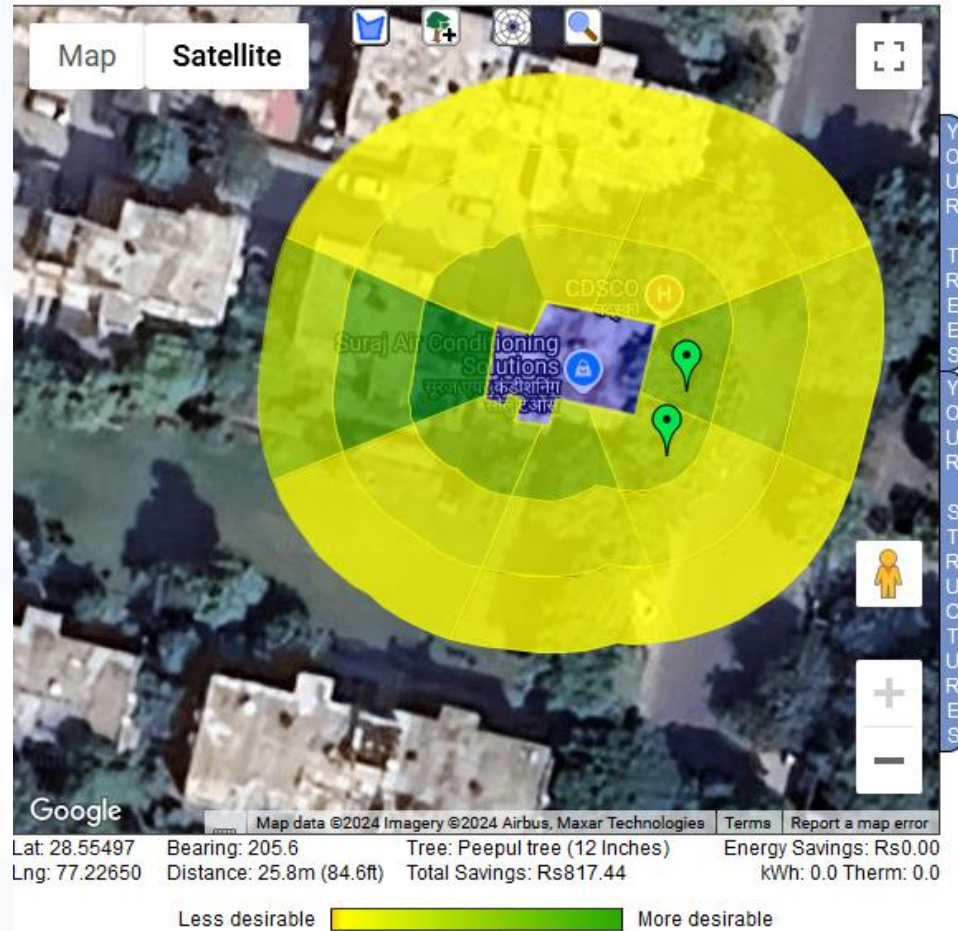 Map Satellite
CDSCO H
Suraj Air Conditioning
Solutions
सूरज एयर कंडीशनिंग
YOUR TREES
YOUR STRUCTURES
Google
Map data ©2024 Imagery ©2024 Airbus, Maxar Technologies Terms Report a map error
Lat: 28.55497 Bearing: 205.6 Tree: Peepul tree (12 Inches) Energy Savings: Rs0.00
Lng: 77.22650 Distance: 25.8m (84.6ft) Total Savings: Rs817.44 kWh: 0.0 Therm: 0.0
Less desirable More desirable